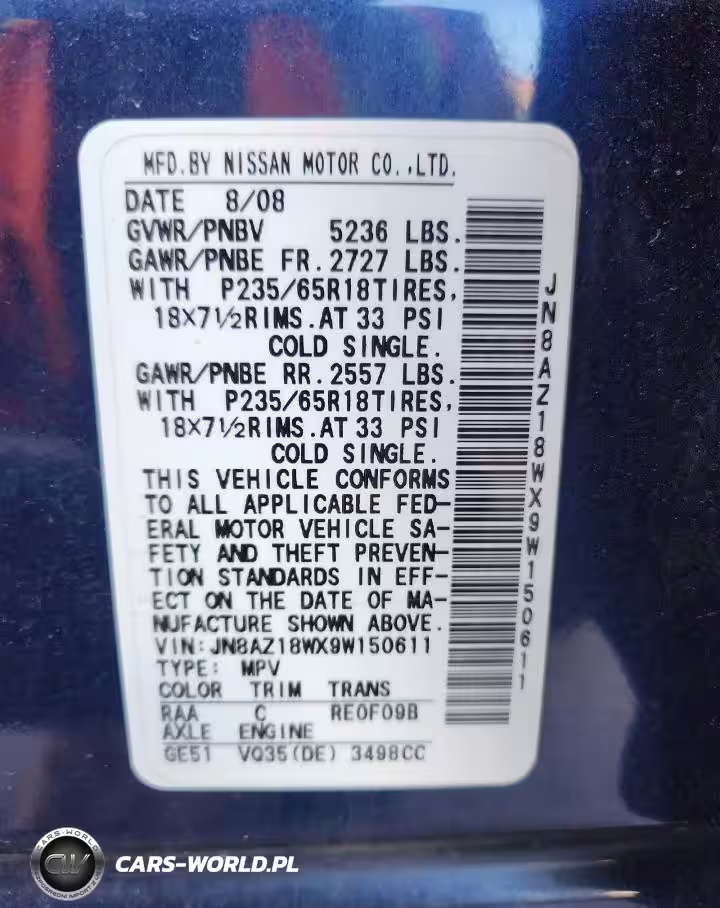 MFD.BY NISSAN MOTOR CO.,LTD.
DATE 8/08
GVWR/PNBV 5236 LBS.
GAWR/PNBE FR.2727 LBS.
WITH P235/65R18TIRES,
18X7½RIMS.AT 33 PSI
COLD SINGLE.
GAWR/PNBE RR.2557 LBS.
WITH P235/65R18TIRES,
18X7½RIMS.AT 33 PSI
COLD SINGLE.
THIS VEHICLE CONFORMS
TO ALL APPLICABLE FED-
ERAL MOTOR VEHICLE SA-
FETY AND THEFT PREVEN-
TION STANDARDS IN EFF-
ECT ON THE DATE OF MA-
NUFACTURE SHOWN ABOVE.
VIN:JN8AZ18WX9W150611
TYPE: MPV
COLOR TRIM TRANS
RAA C RE0F09B
AXLE ENGINE
GE51 VQ35(DE) 3498CC
JN8AZ18WX9W150611
CARS-WORLD
CW
CARS-WORLD.PL